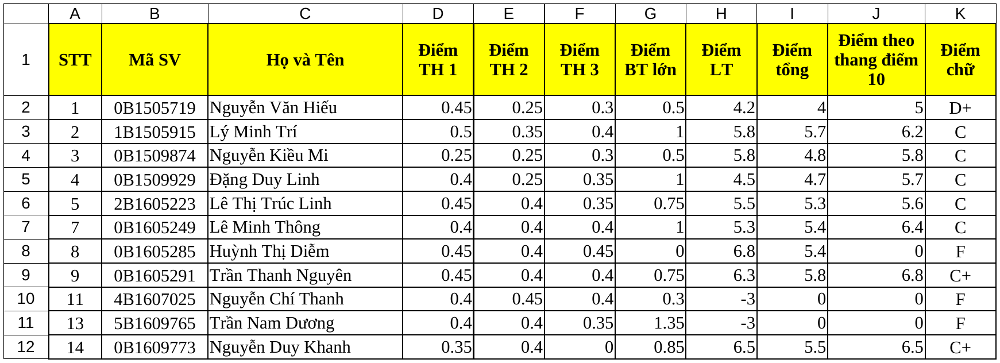 A B C D E F G H I J K
1 STT Mã SV Họ và Tên Điểm TH 1 Điểm TH 2 Điểm TH 3 Điểm BT lớn Điểm LT Điểm tổng Điểm theo thang điểm 10 Điểm chữ
2 1 0B1505719 Nguyễn Văn Hiếu 0.45 0.25 0.3 0.5 4.2 4 5 D+
3 2 1B1505915 Lý Minh Trí 0.5 0.35 0.4 1 5.8 5.7 6.2 C
4 3 0B1509874 Nguyễn Kiều Mi 0.25 0.25 0.3 0.5 5.8 4.8 5.8 C
5 4 0B1509929 Đặng Duy Linh 0.4 0.25 0.35 1 4.5 4.7 5.7 C
6 5 2B1605223 Lê Thị Trúc Linh 0.45 0.4 0.35 0.75 5.5 5.3 5.6 C
7 7 0B1605249 Lê Minh Thông 0.4 0.4 0.4 1 5.3 5.4 6.4 C
8 8 0B1605285 Huỳnh Thị Diễm 0.45 0.4 0.45 0 6.8 5.4 0 F
9 9 0B1605291 Trần Thanh Nguyên 0.45 0.4 0.4 0.75 6.3 5.8 6.8 C+
10 11 4B1607025 Nguyễn Chí Thanh 0.4 0.45 0.4 0.3 -3 0 0 F
11 13 5B1609765 Trần Nam Dương 0.4 0.4 0.35 1.35 -3 0 0 F
12 14 0B1609773 Nguyễn Duy Khanh 0.35 0.4 0 0.85 6.5 5.5 6.5 C+